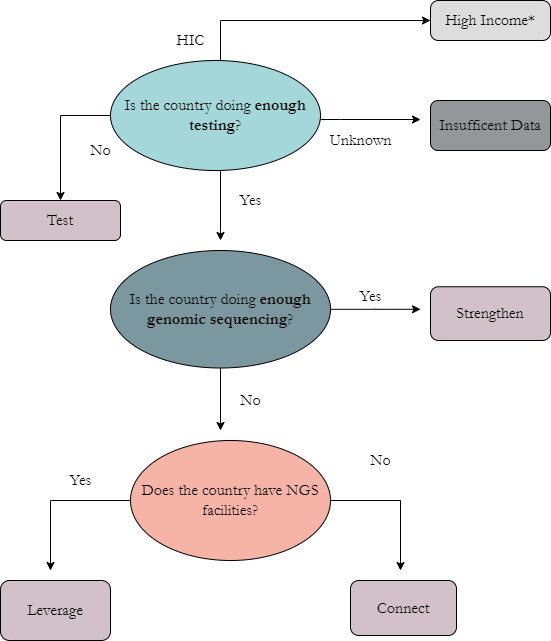 High Income*
HIC
Is the country doing enough
testing?
Insufficent Data
Unknown
No
Yes
Test
Is the country doing enough
genomic sequencing?
Yes
Strengthen
No
Does the country have NGS
facilities?
Yes
No
Leverage
Connect